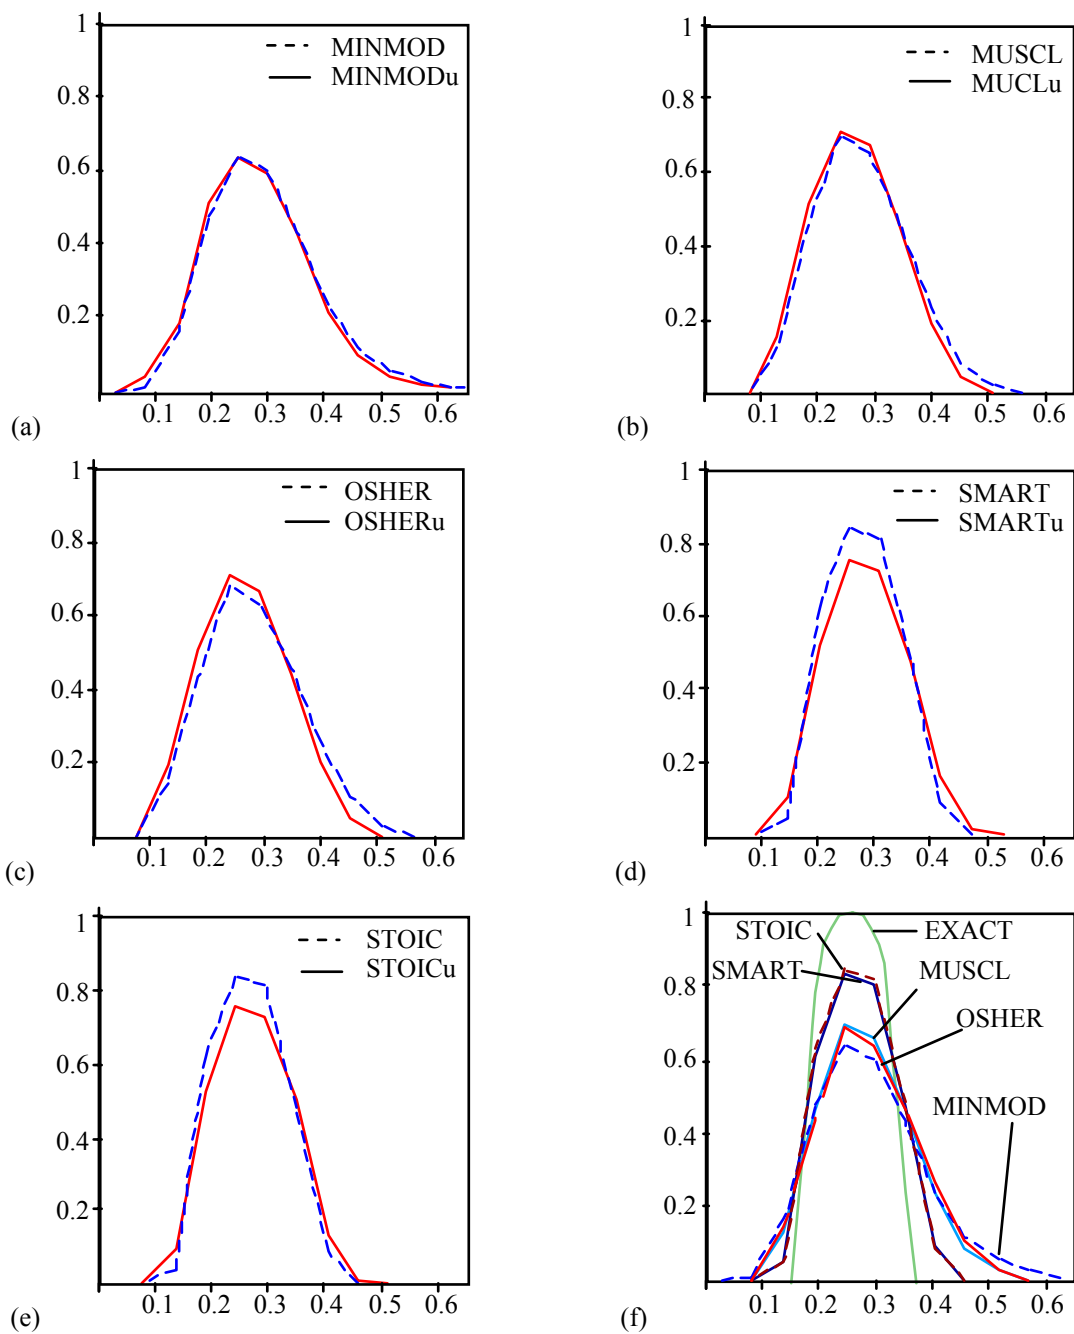 1
MINMOD
MINMODu
0.8
0.6
0.4
0.2
0.1 0.2 0.3 0.4 0.5 0.6
(a)
1
MUSCL
MUCLu
0.8
0.6
0.4
0.2
0.1 0.2 0.3 0.4 0.5 0.6
(b)
1
OSHER
OSHERu
0.8
0.6
0.4
0.2
0.1 0.2 0.3 0.4 0.5 0.6
(c)
1
SMART
SMARTu
0.8
0.6
0.4
0.2
0.1 0.2 0.3 0.4 0.5 0.6
(d)
1
STOIC
STOICu
0.8
0.6
0.4
0.2
0.1 0.2 0.3 0.4 0.5 0.6
(e)
1
STOIC EXACT
SMART MUSCL
0.8
OSHER
0.6
MINMOD
0.4
0.2
0.1 0.2 0.3 0.4 0.5 0.6
(f)